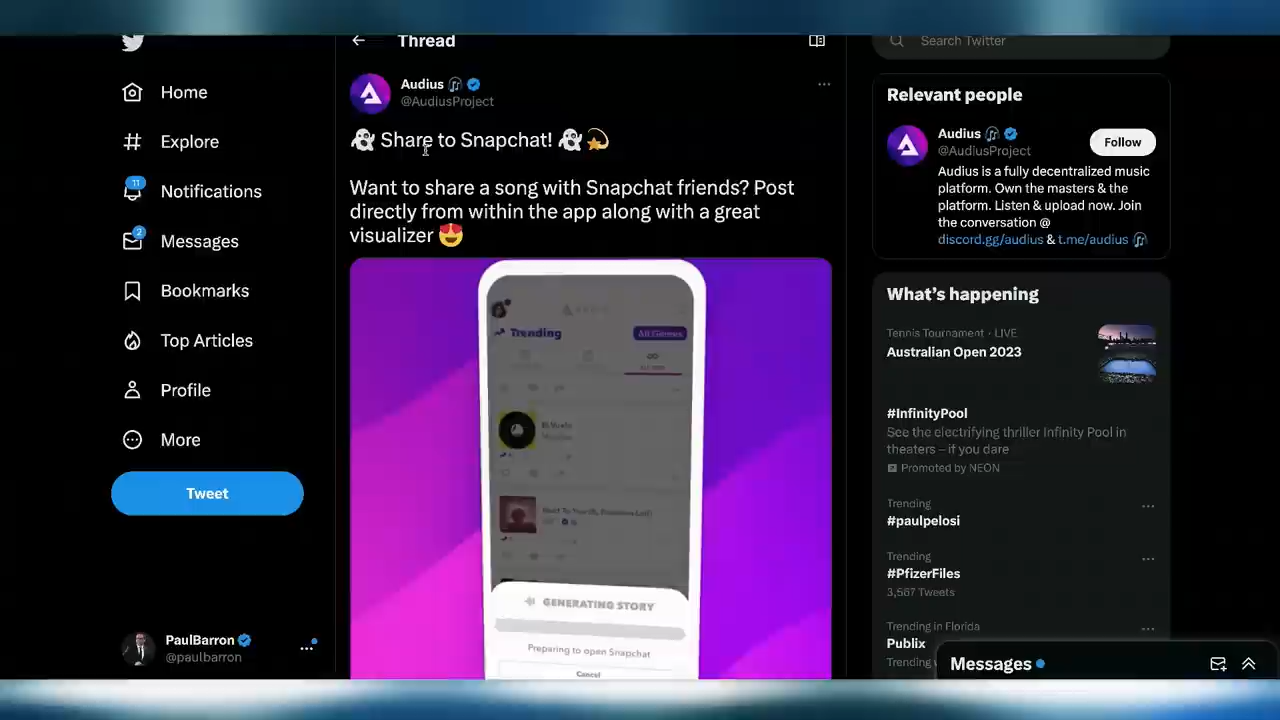 Home
Explore
11
Notifications
2
Messages
Bookmarks
Top Articles
Profile
More
Tweet
PaulBarron
@paulbarron
Thread
Audius
@AudiusProject
Share to Snapchat!
Want to share a song with Snapchat friends? Post
directly from within the app along with a great
visualizer
Trending
All Genres
GENERATING STORY
Preparing to open Snapchat
Cancel
Search Twitter
Relevant people
Audius
@AudiusProject
Follow
Audius is a fully decentralized music
platform. Own the masters & the
platform. Listen & upload now. Join
the conversation @
discord.gg/audius & t.me/audius
What's happening
Tennis Tournament · LIVE
Australian Open 2023
#InfinityPool
See the electrifying thriller Infinity Pool in
theaters – if you dare
Promoted by NEON
Trending
#paulpelosi
Trending
#PfizerFiles
3,567 Tweets
Trending in Florida
Publix
Trending
Messages